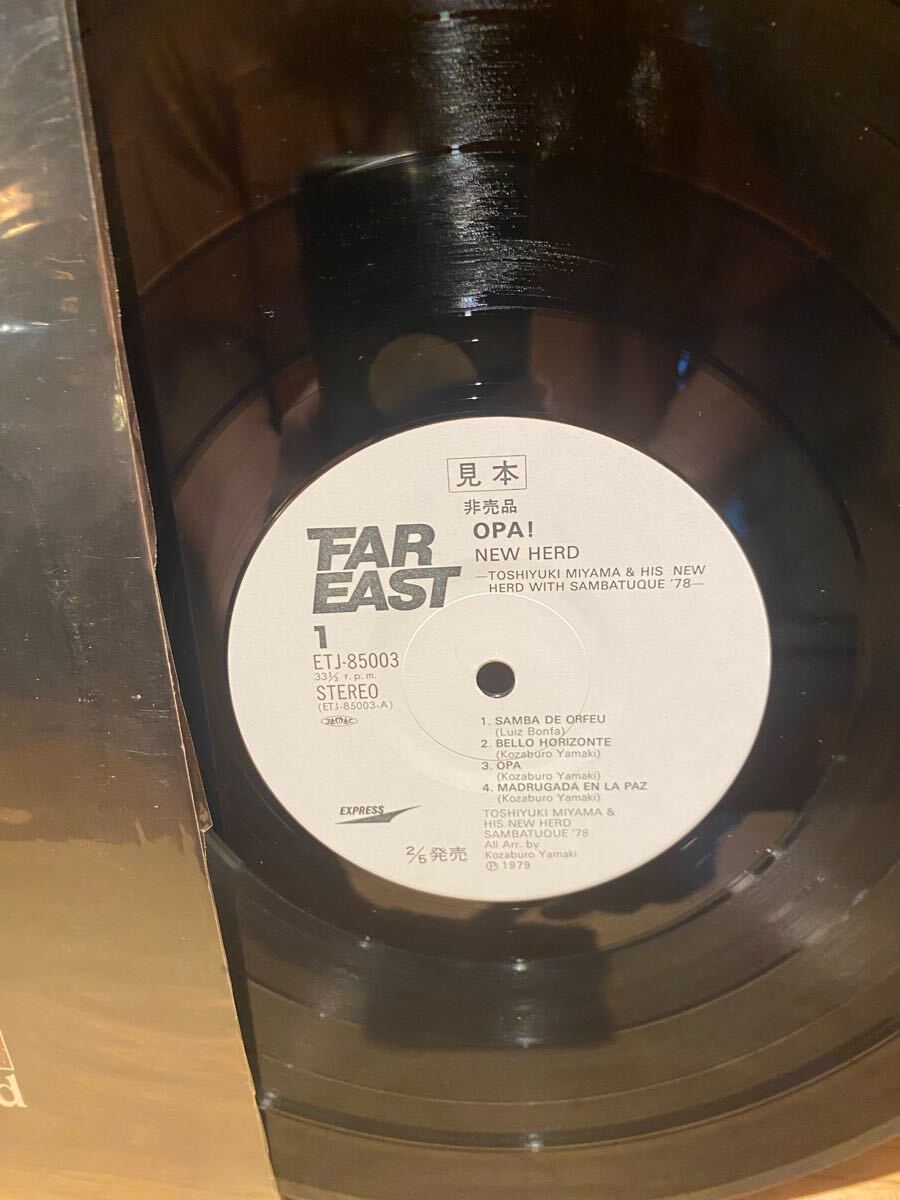 見本
非売品
OPA!
NEW HERD
—TOSHIYUKI MIYAMA & HIS NEW
HERD WITH SAMBATUQUE '78—
FAR
EAST
1
ETJ-85003
33⅓ r.p.m.
STEREO
(ETJ-85003-A)
JASRAC
1. SAMBA DE ORFEU
(Luiz Bonfa)
2. BELLO HORIZONTE
(Kozaburo Yamaki)
3. OPA
(Kozaburo Yamaki)
4. MADRUGADA EN LA PAZ
(Kozaburo Yamaki)
TOSHIYUKI MIYAMA &
HIS NEW HERD
SAMBATUQUE '78
All Arr. by
Kozaburo Yamaki
Ⓟ 1979
EXPRESS
2/5発売
d